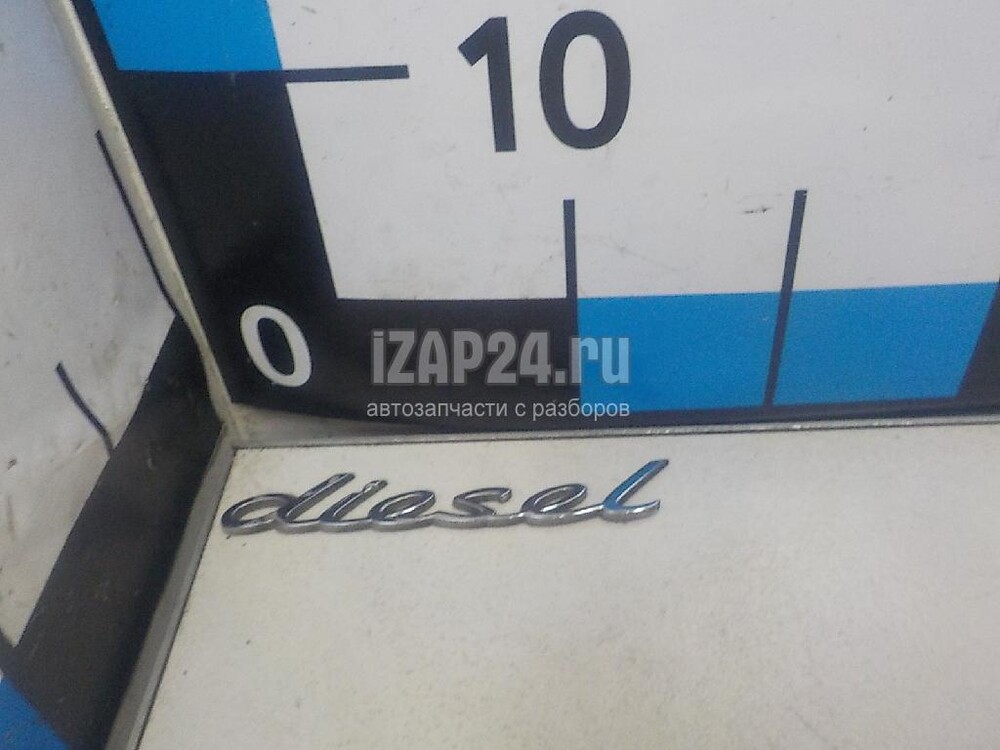 10
0
iZAP24.ru
автозапчасти с разборов
diesel